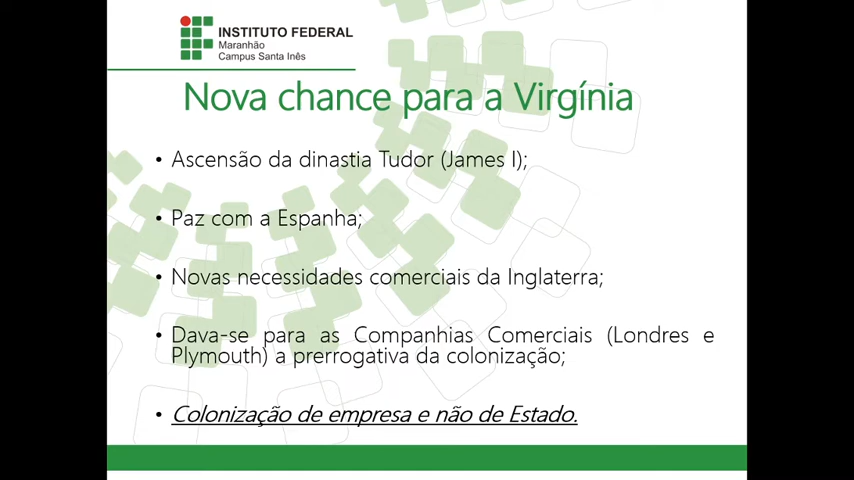 INSTITUTO FEDERAL
Maranhão
Campus Santa Inês
Nova chance para a Virgínia
• Ascensão da dinastia Tudor (James I);
• Paz com a Espanha;
• Novas necessidades comerciais da Inglaterra;
• Dava-se para as Companhias Comerciais (Londres e
Plymouth) a prerrogativa da colonização;
• Colonização de empresa e não de Estado.